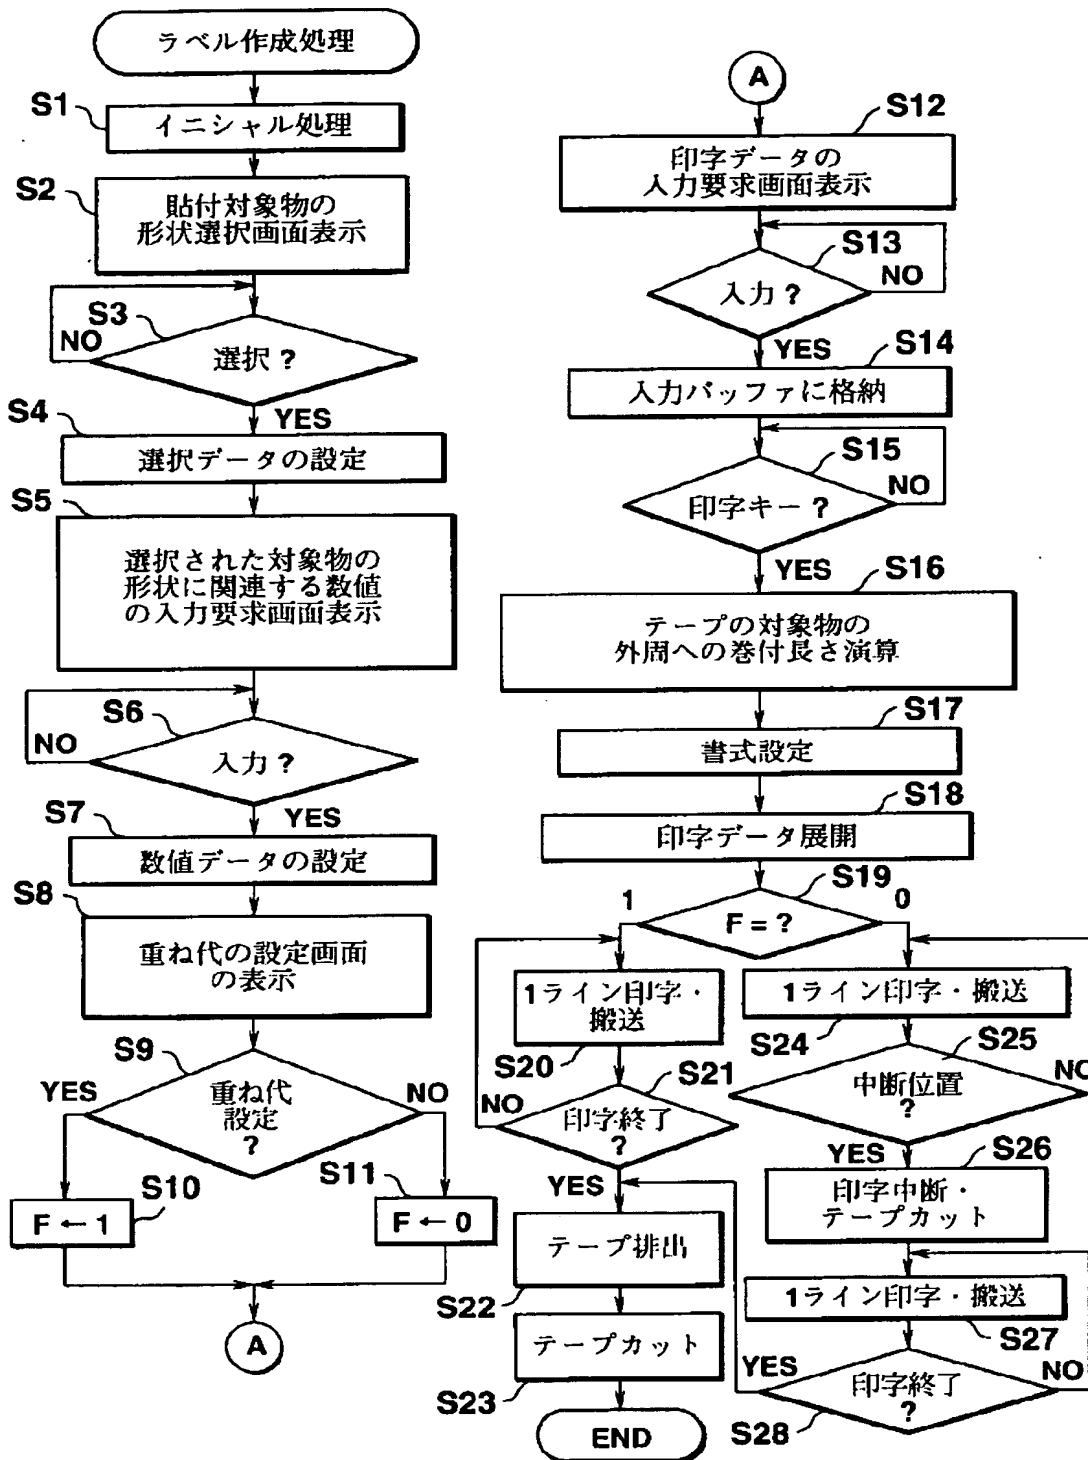 ラベル作成処理
S1
イニシャル処理
S2
貼付対象物の
形状選択画面表示
S3
NO
選択?
YES
S4
選択データの設定
S5
選択された対象物の
形状に関連する数値
の入力要求画面表示
S6
NO
入力?
YES
S7
数値データの設定
S8
重ね代の設定画面
の表示
S9
YES
重ね代
設定
?
NO
S10
F ← 1
S11
F ← 0
A
A
S12
印字データの
入力要求画面表示
S13
NO
入力?
YES
S14
入力バッファに格納
S15
NO
印字キー?
YES
S16
テープの対象物の
外周への巻付長さ演算
S17
書式設定
S18
印字データ展開
S19
1
F = ?
0
1ライン印字・
搬送
S20
S21
NO
印字終了
?
YES
テープ排出
S22
テープカット
S23
END
1ライン印字・搬送
S24
S25
中断位置
?
NO
YES
S26
印字中断・
テープカット
1ライン印字・搬送
S27
YES
印字終了
?
NO
S28